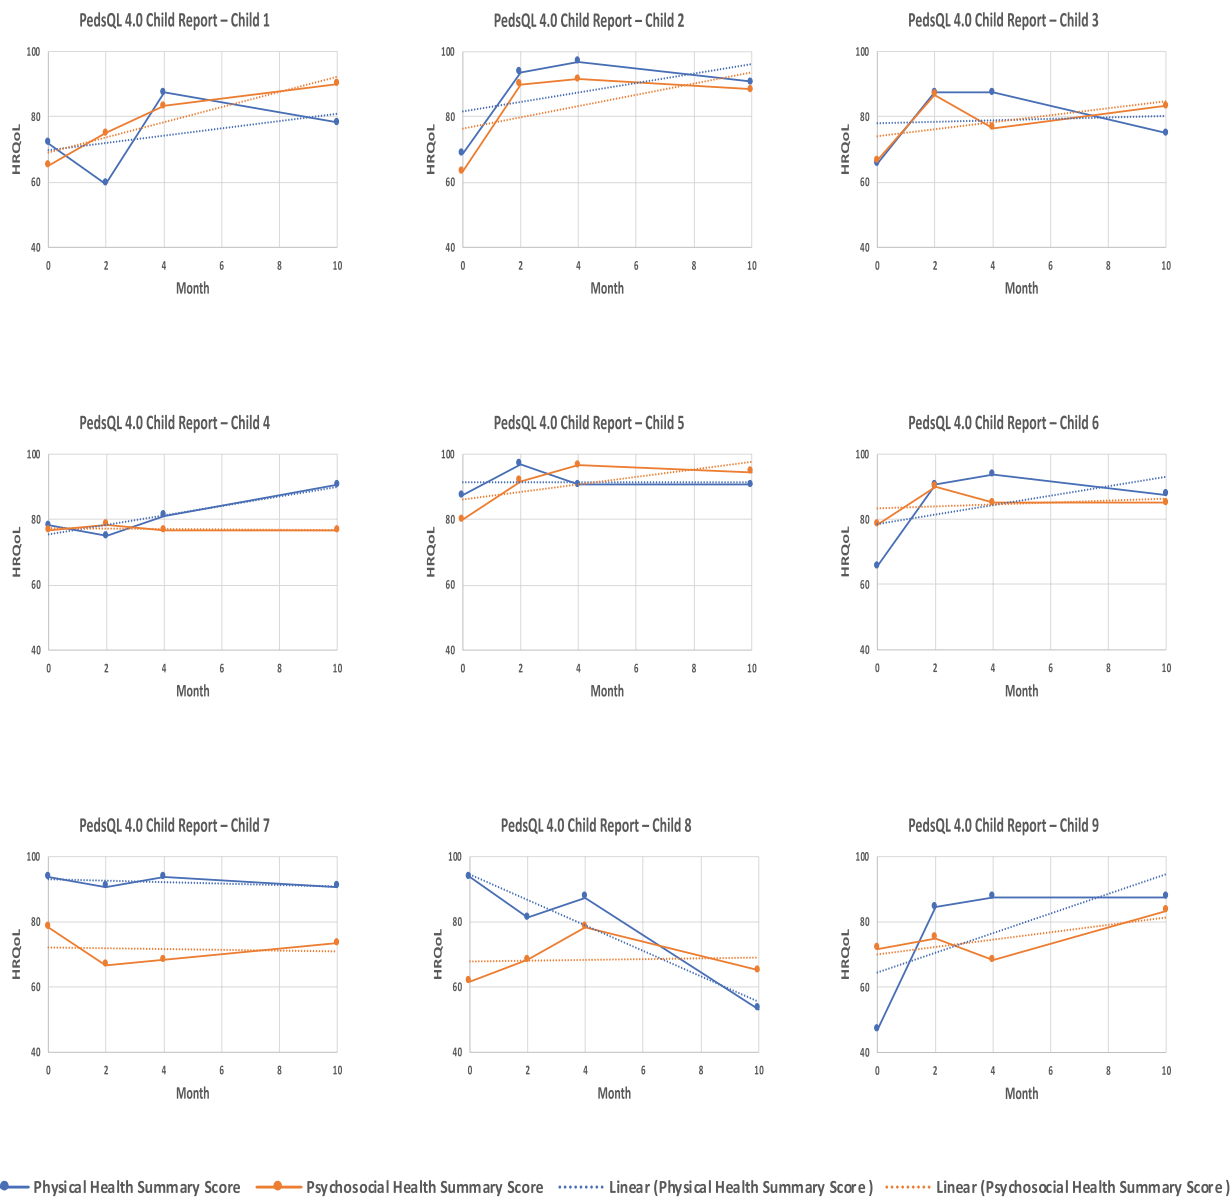 PedsQL 4.0 Child Report – Child 1
100
80
60
40
HRQoL
0 2 4 6 8 10
Month
PedsQL 4.0 Child Report – Child 2
100
80
60
40
HRQoL
0 2 4 6 8 10
Month
PedsQL 4.0 Child Report – Child 3
100
80
60
40
HRQoL
0 2 4 6 8 10
Month
PedsQL 4.0 Child Report – Child 4
100
80
60
40
HRQoL
0 2 4 6 8 10
Month
PedsQL 4.0 Child Report – Child 5
100
80
60
40
HRQoL
0 2 4 6 8 10
Month
PedsQL 4.0 Child Report – Child 6
100
80
60
40
HRQoL
0 2 4 6 8 10
Month
PedsQL 4.0 Child Report – Child 7
100
80
60
40
HRQoL
0 2 4 6 8 10
Month
PedsQL 4.0 Child Report – Child 8
100
80
60
40
HRQoL
0 2 4 6 8 10
Month
PedsQL 4.0 Child Report – Child 9
100
80
60
40
HRQoL
0 2 4 6 8 10
Month
Physical Health Summary Score Psychosocial Health Summary Score Linear (Physical Health Summary Score) Linear (Psychosocial Health Summary Score)